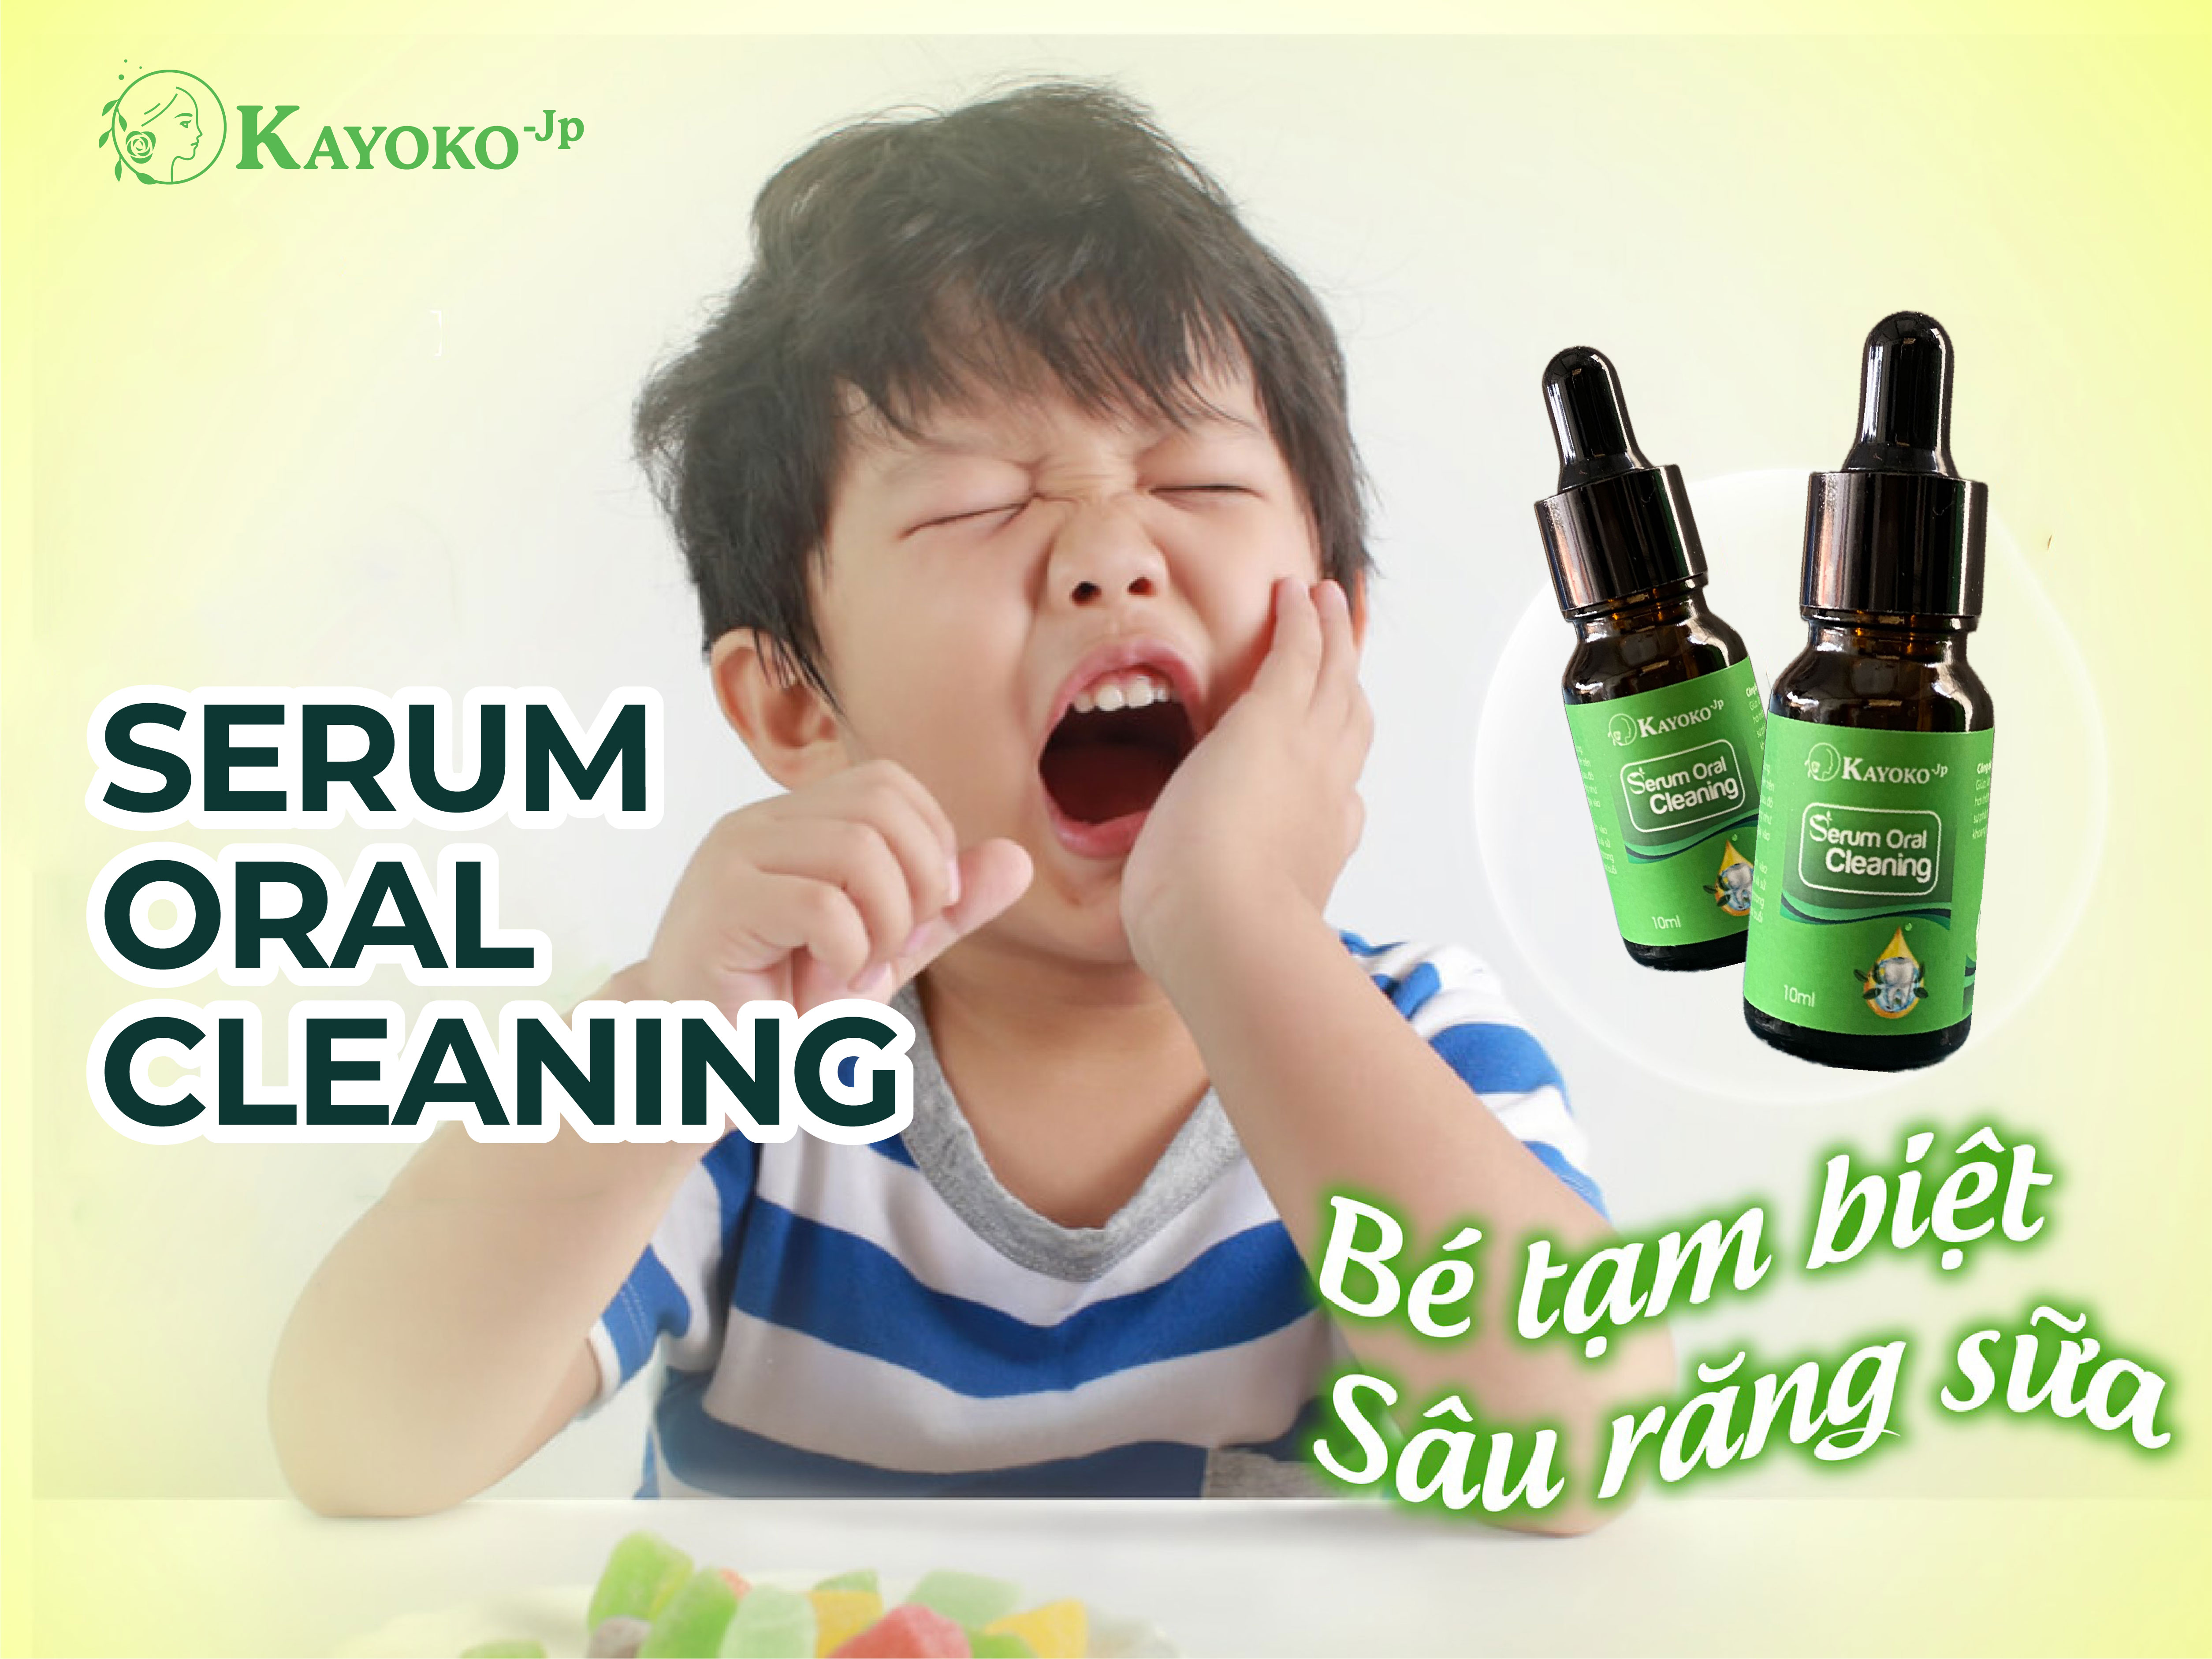 KAYOKO-Jp
SERUM
ORAL
CLEANING
KAYOKO-Jp
Serum Oral
Cleaning
10ml
KAYOKO-Jp
Serum Oral
Cleaning
10ml
Bé tạm biệt
Sâu răng sữa